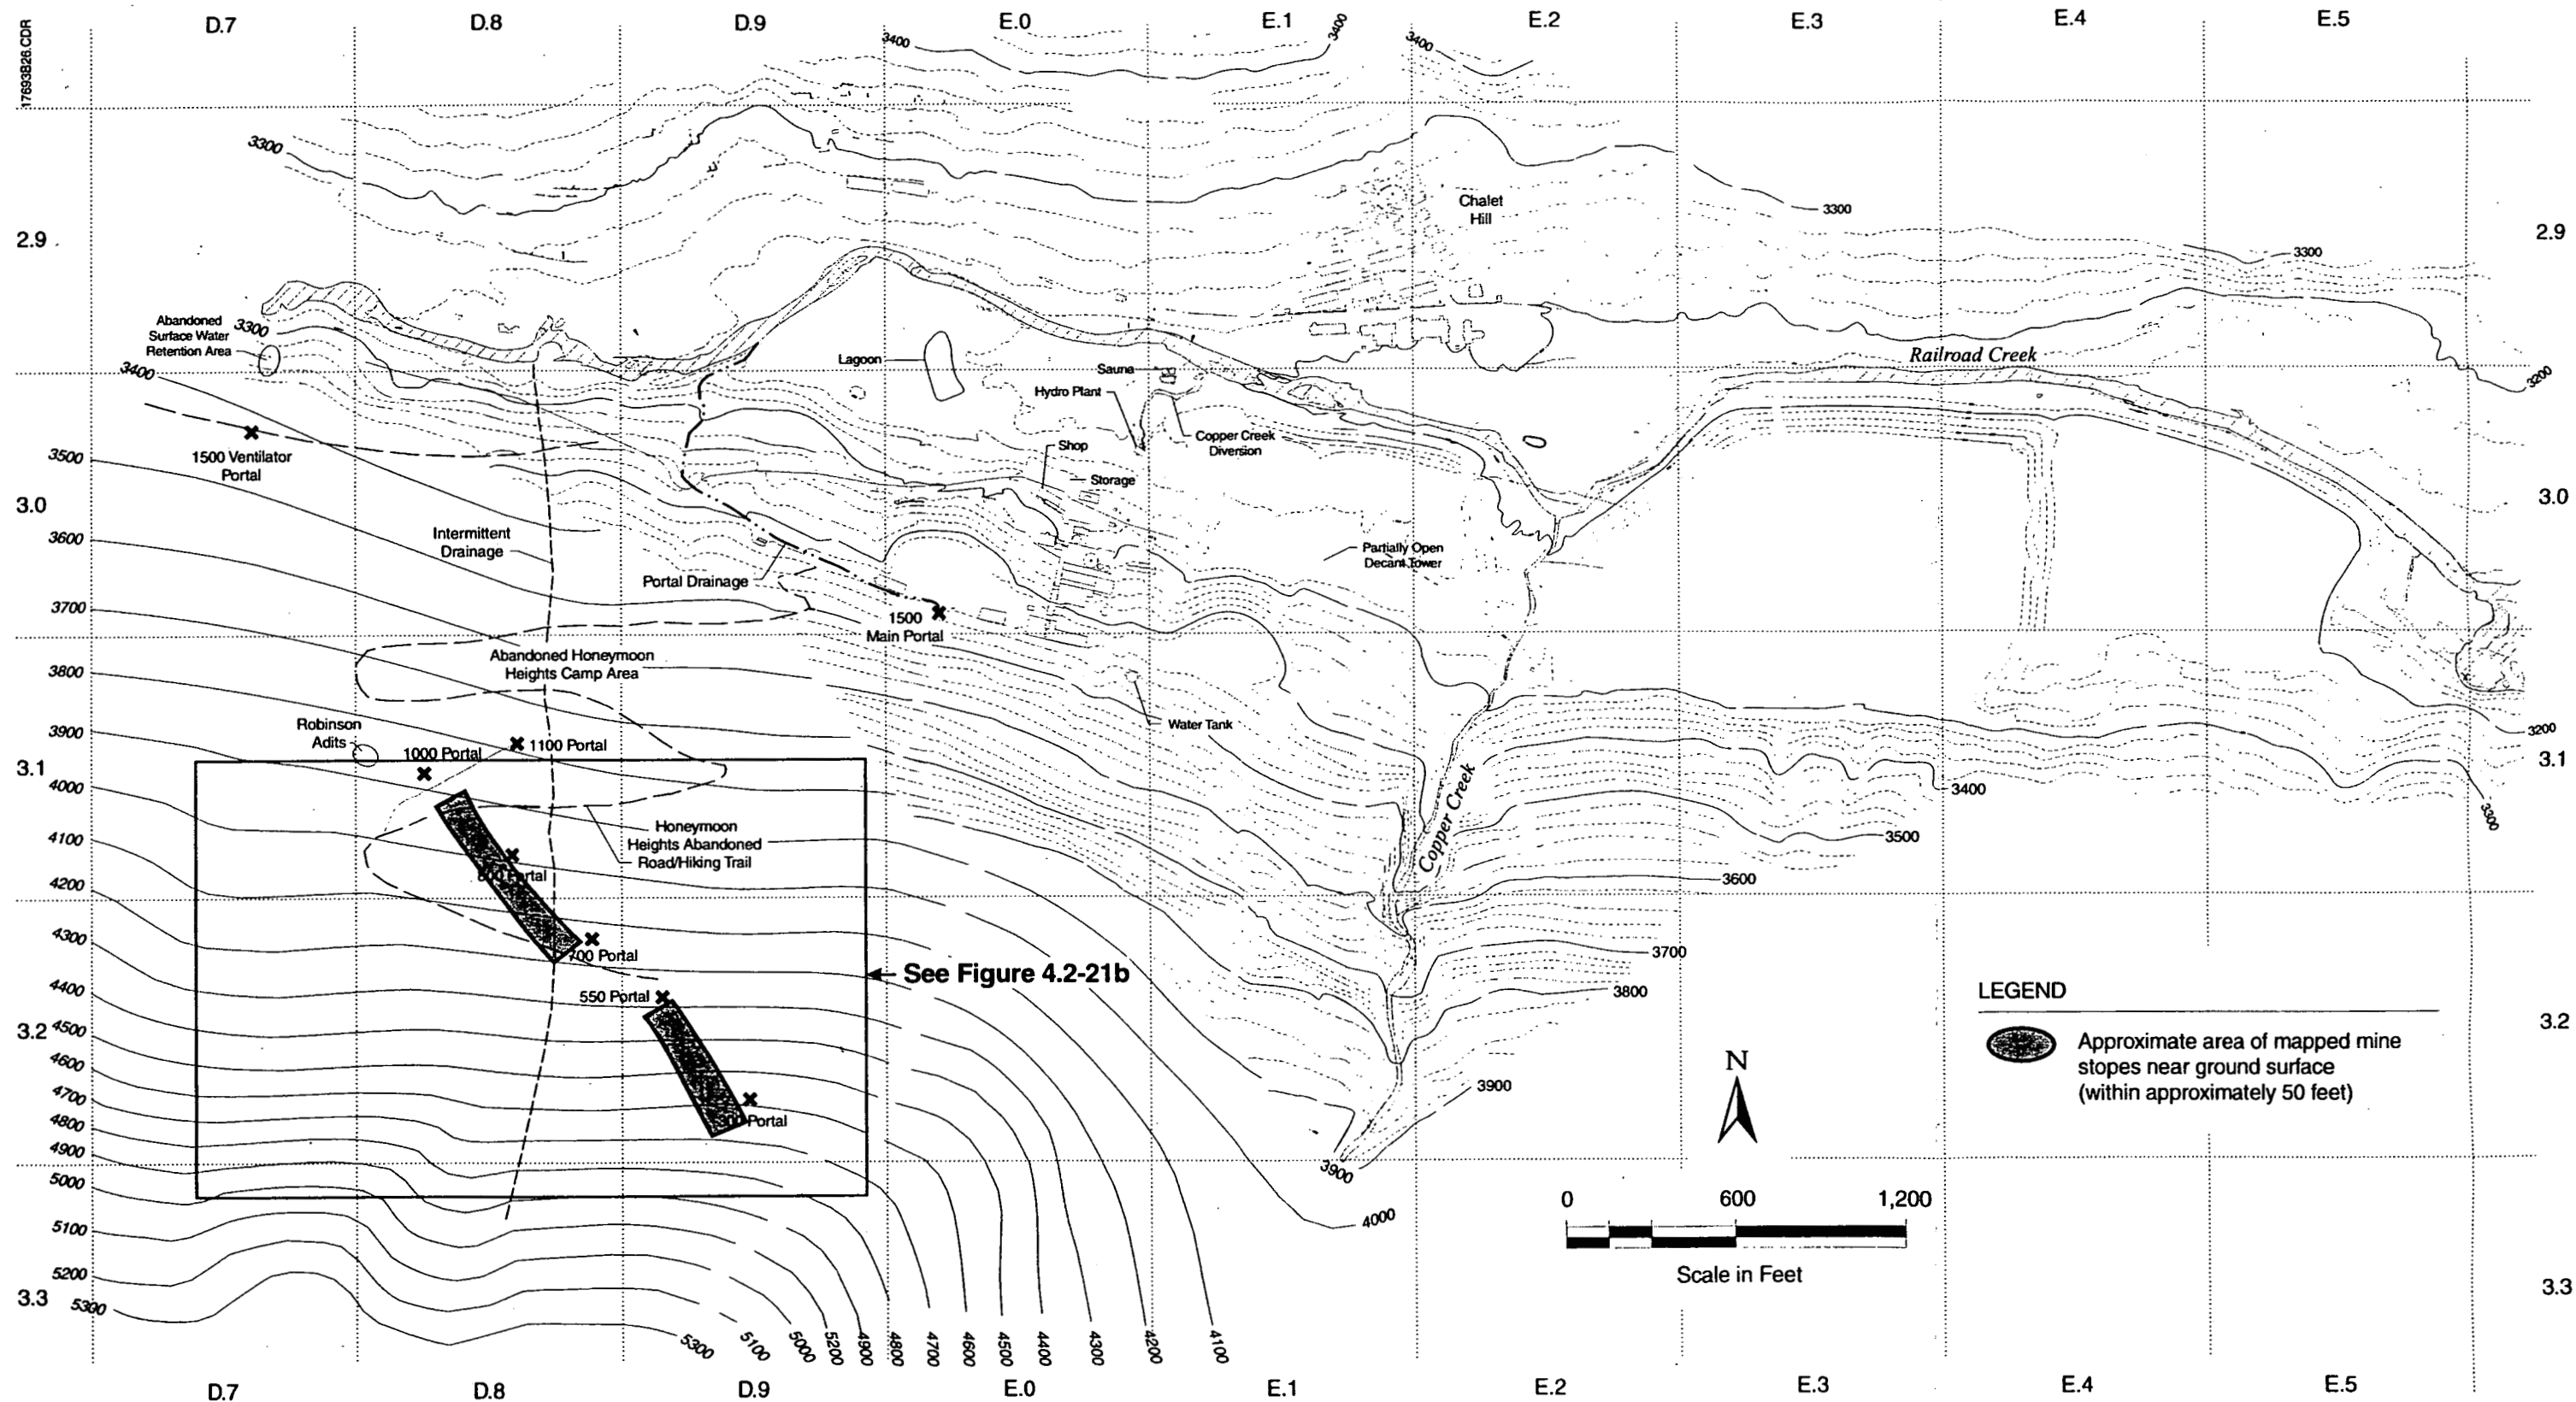 17693B26.CDR
D.7 D.8 D.9 E.0 E.1 E.2 E.3 E.4 E.5
3400
3400
3400
3300
Chalet
Hill
3300
2.9
2.9
3300
Abandoned
Surface Water
Retention Area
3300
Lagoon
Sauna
Railroad Creek
3400
Hydro Plant
3200
1500 Ventilator
Portal
Copper Creek
Diversion
Shop
Storage
3500
3.0
3.0
Intermittent
Drainage
3600
Partially Open
Decant Tower
Portal Drainage
3700
1500
Main Portal
Abandoned Honeymoon
Heights Camp Area
3800
Robinson
Adits
Water Tank
3900
3200
1000 Portal
1100 Portal
3.1
3.1
4000
3400
3300
Copper Creek
Honeymoon
Heights Abandoned
Road/Hiking Trail
4100
3500
800 Portal
4200
3600
4300
700 Portal
3700
See Figure 4.2-21b
4400
550 Portal
3800
LEGEND
3.2
3.2
4500
Approximate area of mapped mine
stopes near ground surface
(within approximately 50 feet)
4600
N
3900
4700
300 Portal
4800
4900
3900
5000
0 600 1,200
4000
5100
Scale in Feet
5200
3.3
3.3
5300
5300 5100 5000 5200 4900 4800 4700 4600 4500 4400 4300 4200 4100
D.7 D.8 D.9 E.0 E.1 E.2 E.3 E.4 E.5